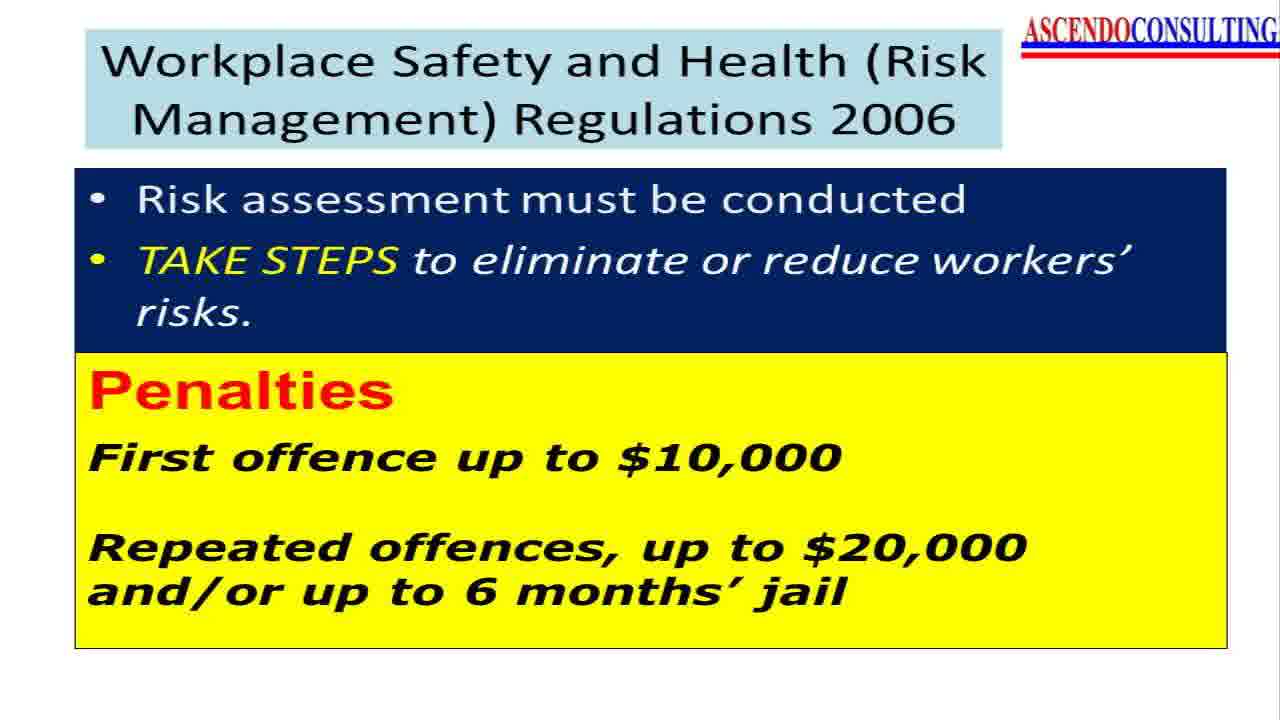 ASCENDOCONSULTING
Workplace Safety and Health (Risk
Management) Regulations 2006
• Risk assessment must be conducted
• TAKE STEPS to eliminate or reduce workers’
risks.
Penalties
First offence up to $10,000
Repeated offences, up to $20,000
and/or up to 6 months’ jail